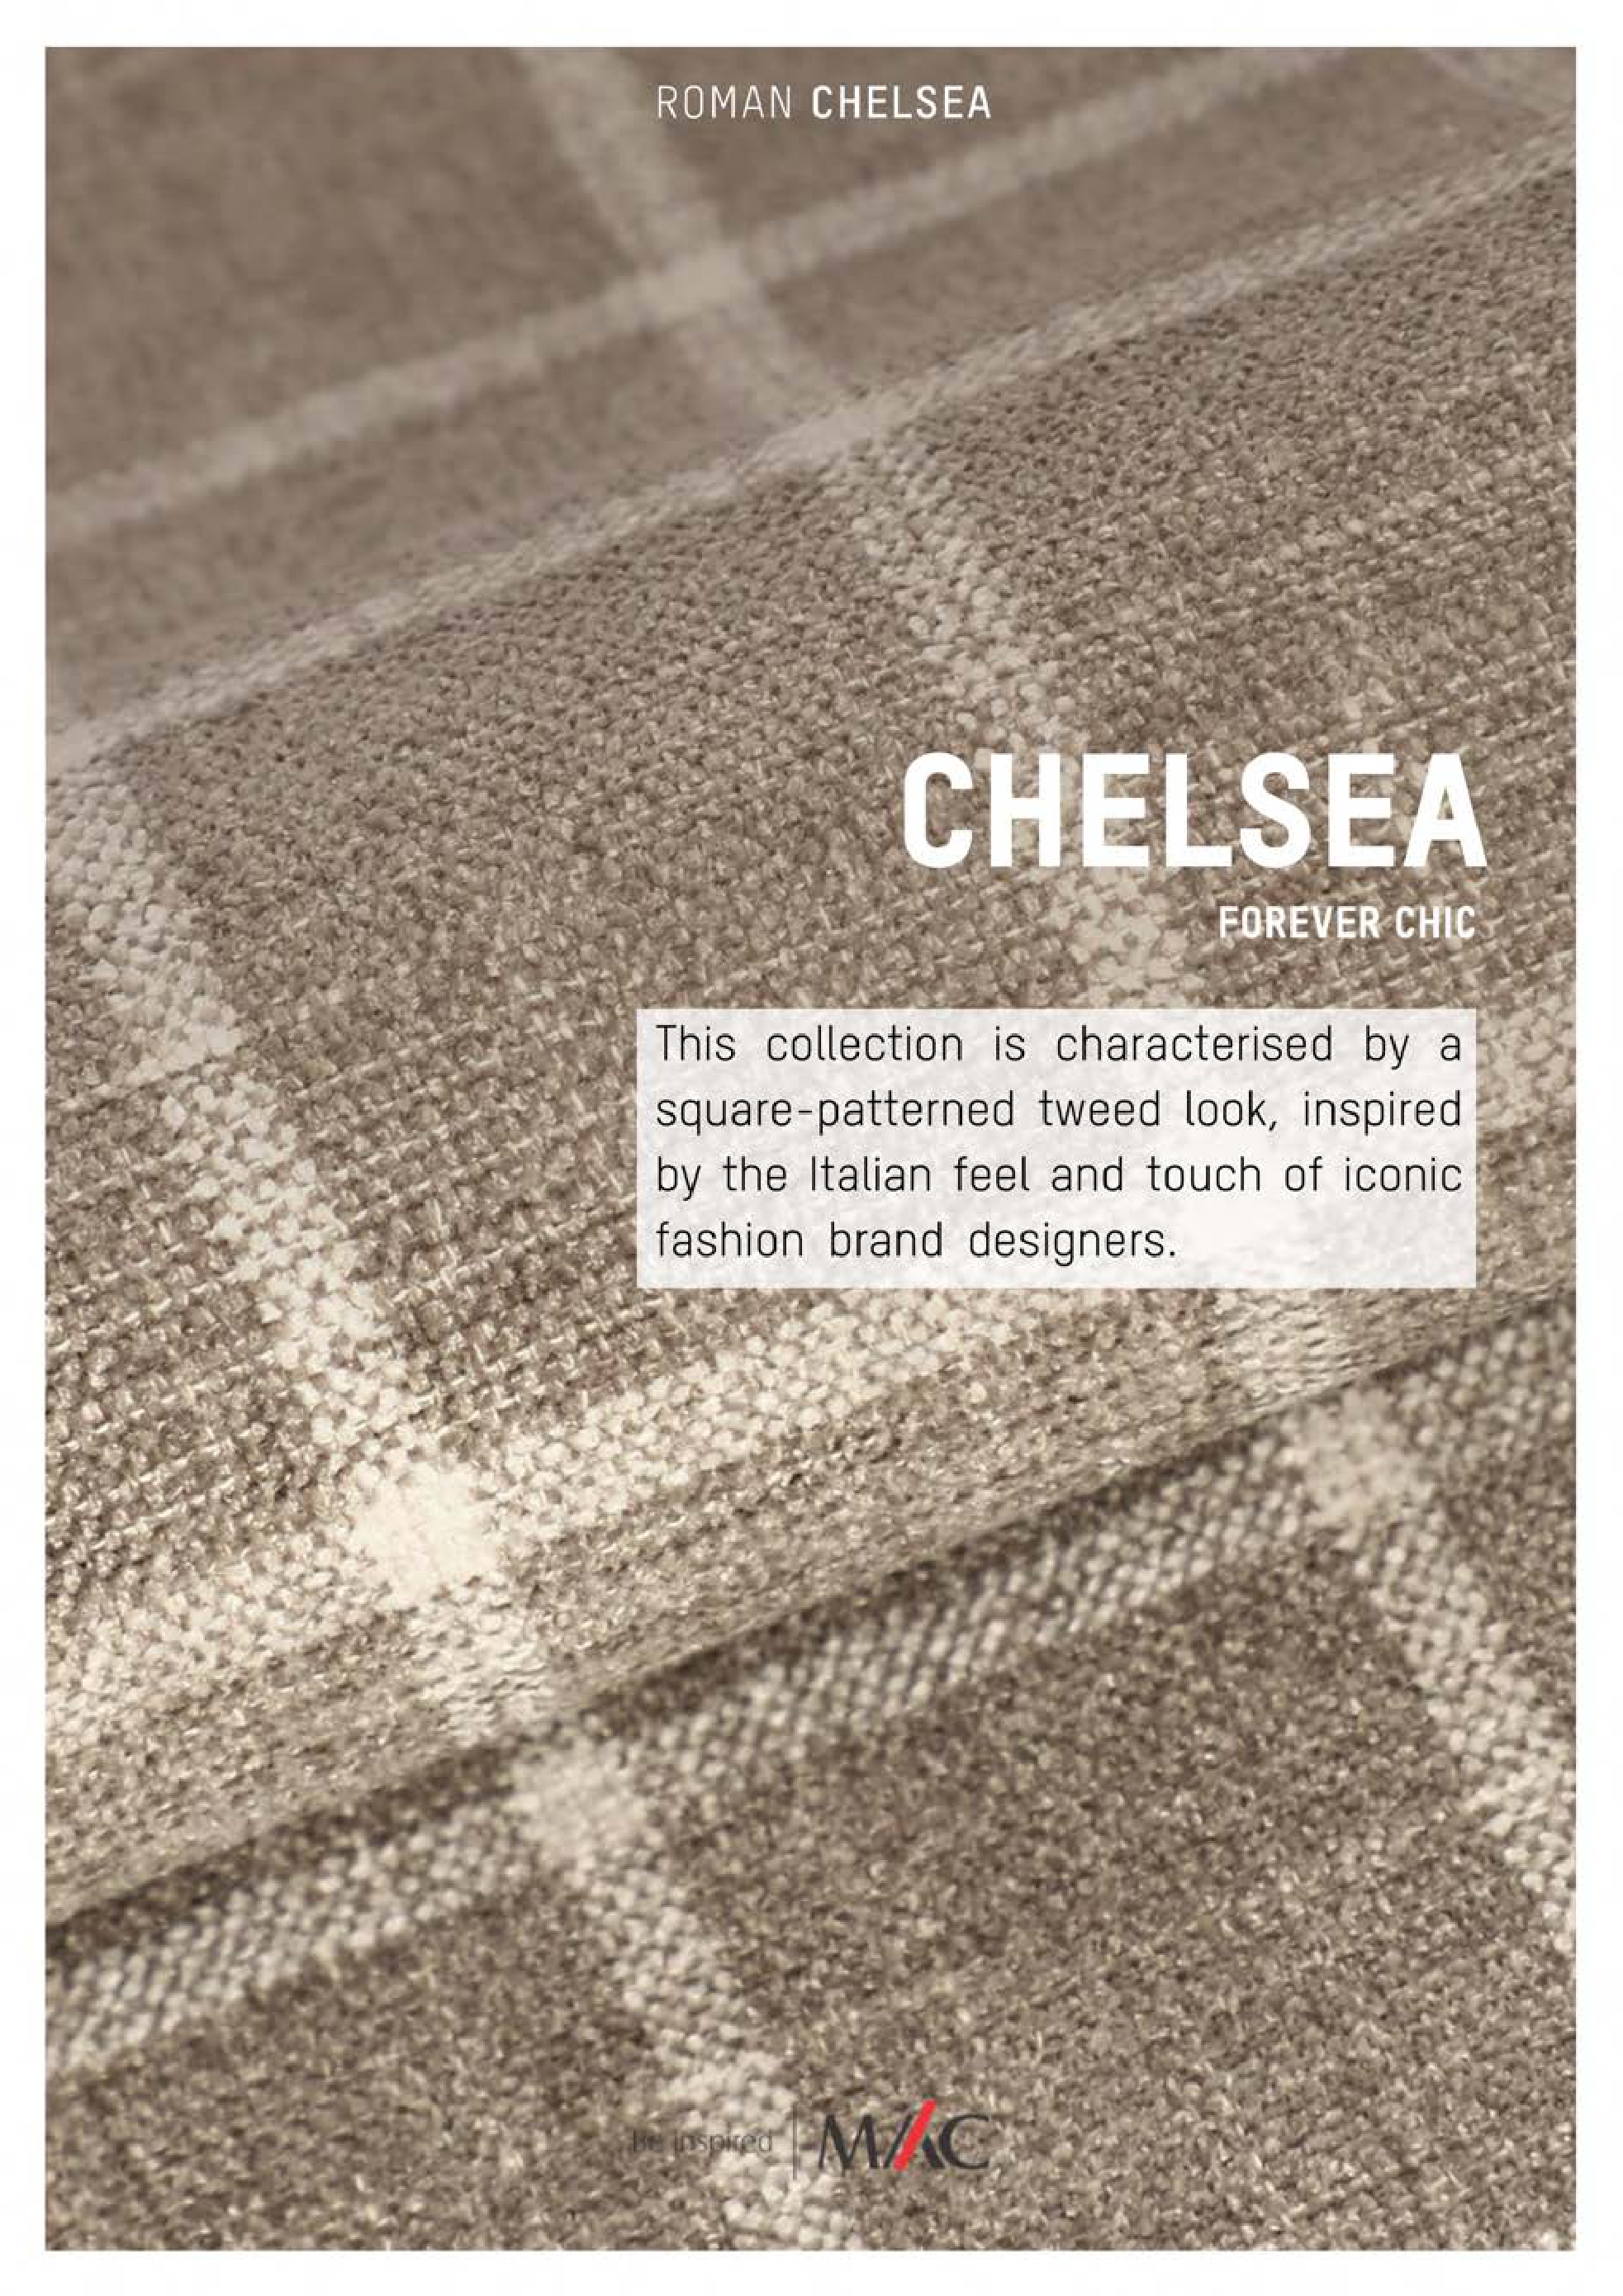 ROMAN CHELSEA
CHELSEA
FOREVER CHIC
This collection is characterised by a
square-patterned tweed look, inspired
by the Italian feel and touch of iconic
fashion brand designers.
Be inspired | MAC